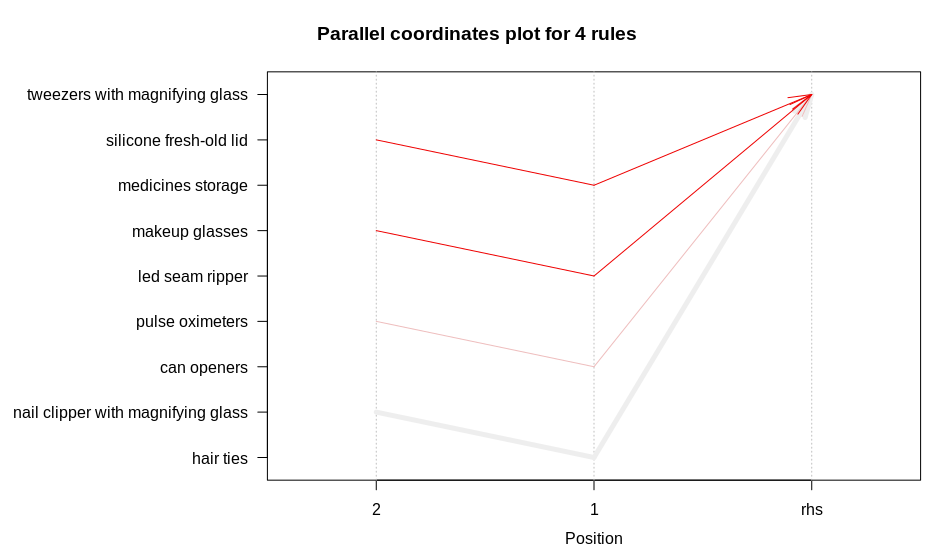 Parallel coordinates plot for 4 rules
tweezers with magnifying glass
silicone fresh-old lid
medicines storage
makeup glasses
led seam ripper
pulse oximeters
can openers
nail clipper with magnifying glass
hair ties
2 1 rhs
Position